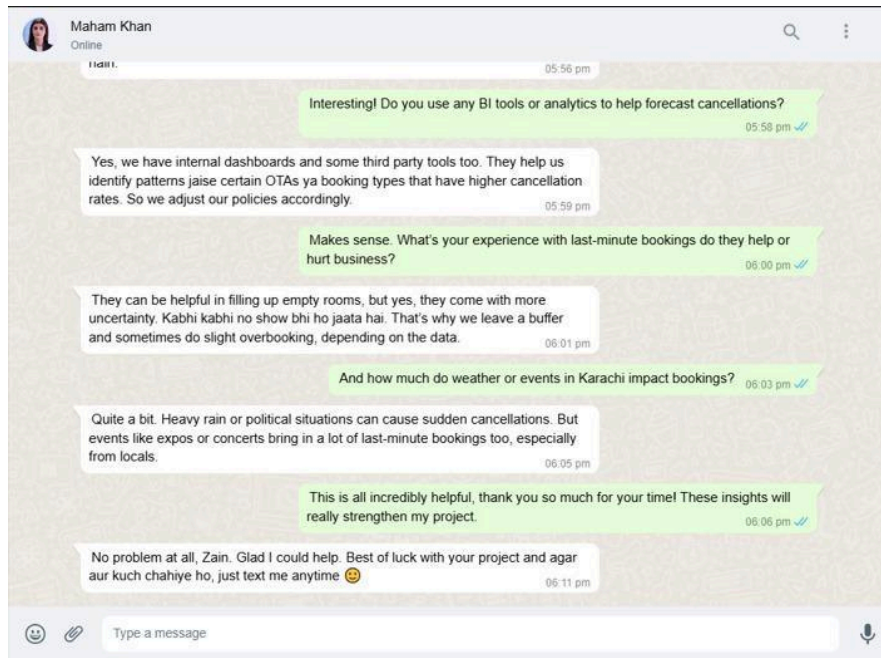 Maham Khan
Online
hain.
05:56 pm
Interesting! Do you use any BI tools or analytics to help forecast cancellations?
05:58 pm
Yes, we have internal dashboards and some third party tools too. They help us
identify patterns jaise certain OTAs ya booking types that have higher cancellation
rates. So we adjust our policies accordingly.
05:59 pm
Makes sense. What's your experience with last-minute bookings do they help or
hurt business?
06:00 pm
They can be helpful in filling up empty rooms, but yes, they come with more
uncertainty. Kabhi kabhi no show bhi ho jaata hai. That's why we leave a buffer
and sometimes do slight overbooking, depending on the data.
06:01 pm
And how much do weather or events in Karachi impact bookings?
06:03 pm
Quite a bit. Heavy rain or political situations can cause sudden cancellations. But
events like expos or concerts bring in a lot of last-minute bookings too, especially
from locals.
06:05 pm
This is all incredibly helpful, thank you so much for your time! These insights will
really strengthen my project.
06:06 pm
No problem at all, Zain. Glad I could help. Best of luck with your project and agar
aur kuch chahiye ho, just text me anytime 🙂
06:11 pm
Type a message